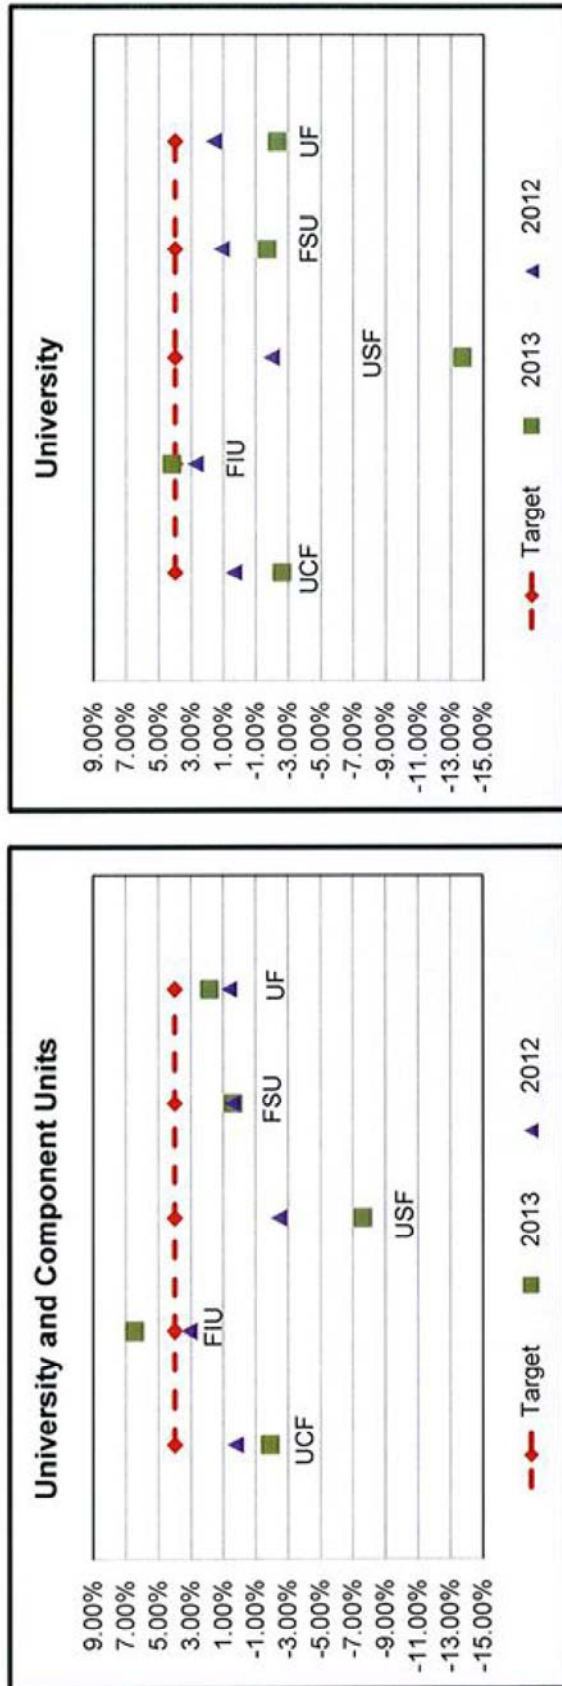 University and Component Units
9.00%
7.00%
5.00%
3.00%
1.00%
-1.00%
-3.00%
-5.00%
-7.00%
-9.00%
-11.00%
-13.00%
-15.00%
UCF
FIU
USF
FSU
UF
Target 2013 2012
University
9.00%
7.00%
5.00%
3.00%
1.00%
-1.00%
-3.00%
-5.00%
-7.00%
-9.00%
-11.00%
-13.00%
-15.00%
UCF
FIU
USF
FSU
UF
Target 2013 2012